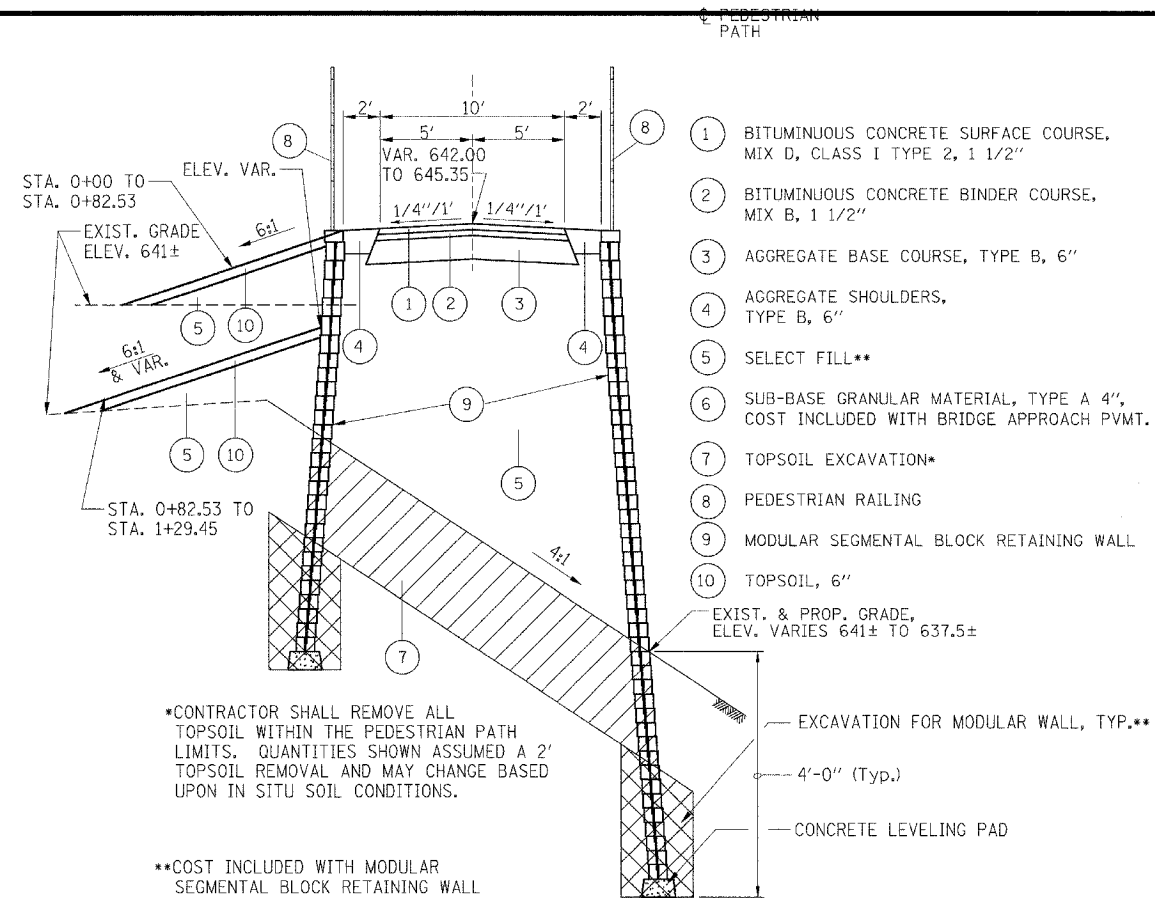 ℄ PEDESTRIAN
PATH
2'
10'
2'
5'
5'
8
8
VAR. 642.00
TO 645.35
ELEV. VAR.
STA. 0+00 TO
STA. 0+82.53
EXIST. GRADE
ELEV. 641±
6:1
1/4"/1'
1/4"/1'
1
2
3
4
4
5
10
6:1
& VAR.
9
5
5
10
STA. 0+82.53 TO
STA. 1+29.45
4:1
7
1 BITUMINUOUS CONCRETE SURFACE COURSE,
MIX D, CLASS I TYPE 2, 1 1/2"
2 BITUMINUOUS CONCRETE BINDER COURSE,
MIX B, 1 1/2"
3 AGGREGATE BASE COURSE, TYPE B, 6"
4 AGGREGATE SHOULDERS,
TYPE B, 6"
5 SELECT FILL**
6 SUB-BASE GRANULAR MATERIAL, TYPE A 4",
COST INCLUDED WITH BRIDGE APPROACH PVMT.
7 TOPSOIL EXCAVATION*
8 PEDESTRIAN RAILING
9 MODULAR SEGMENTAL BLOCK RETAINING WALL
10 TOPSOIL, 6"
EXIST. & PROP. GRADE,
ELEV. VARIES 641± TO 637.5±
EXCAVATION FOR MODULAR WALL, TYP.**
4'-0" (Typ.)
CONCRETE LEVELING PAD
*CONTRACTOR SHALL REMOVE ALL
TOPSOIL WITHIN THE PEDESTRIAN PATH
LIMITS. QUANTITIES SHOWN ASSUMED A 2'
TOPSOIL REMOVAL AND MAY CHANGE BASED
UPON IN SITU SOIL CONDITIONS.
**COST INCLUDED WITH MODULAR
SEGMENTAL BLOCK RETAINING WALL